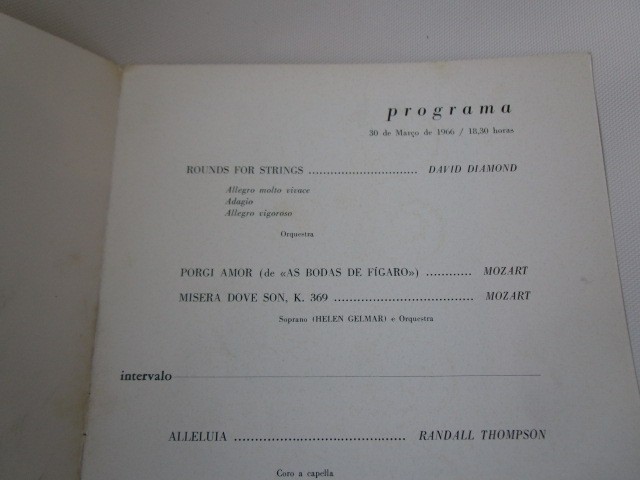 programa
30 de Março de 1966 / 18,30 horas
ROUNDS FOR STRINGS .............................. DAVID DIAMOND
Allegro molto vivace
Adagio
Allegro vigoroso
Orquestra
PORGI AMOR (de «AS BODAS DE FÍGARO») ............ MOZART
MISERA DOVE SON, K. 369 ...................................... MOZART
Soprano (HELEN GELMAR) e Orquestra
intervalo
ALLELUIA ............................................... RANDALL THOMPSON
Coro a capella